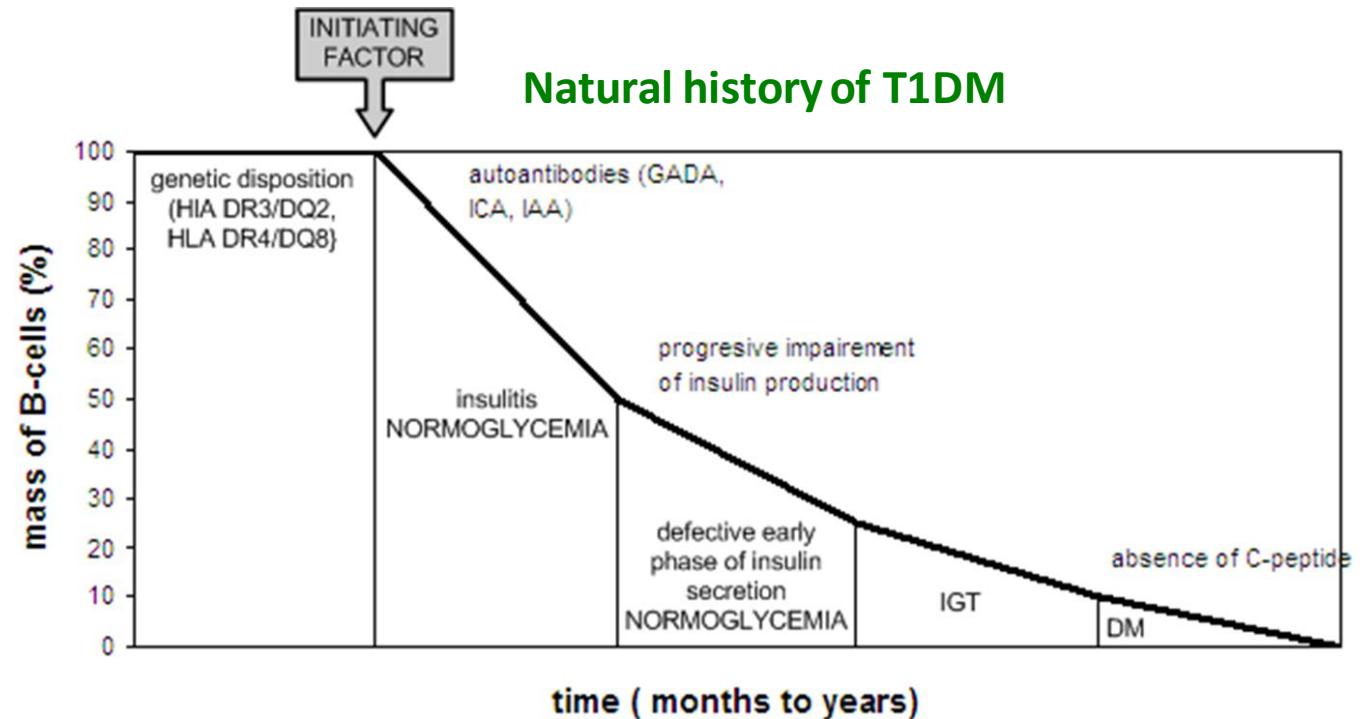 INITIATING
FACTOR
Natural history of T1DM
mass of B-cells (%)
100
90
80
70
60
50
40
30
20
10
0
genetic disposition
(HIA DR3/DQ2,
HLA DR4/DQ8}
autoantibodies (GADA,
ICA, IAA)
insulitis
NORMOGLYCEMIA
progresive impairement
of insulin production
defective early
phase of insulin
secretion
NORMOGLYCEMIA
IGT
absence of C-peptide
DM
time ( months to years)